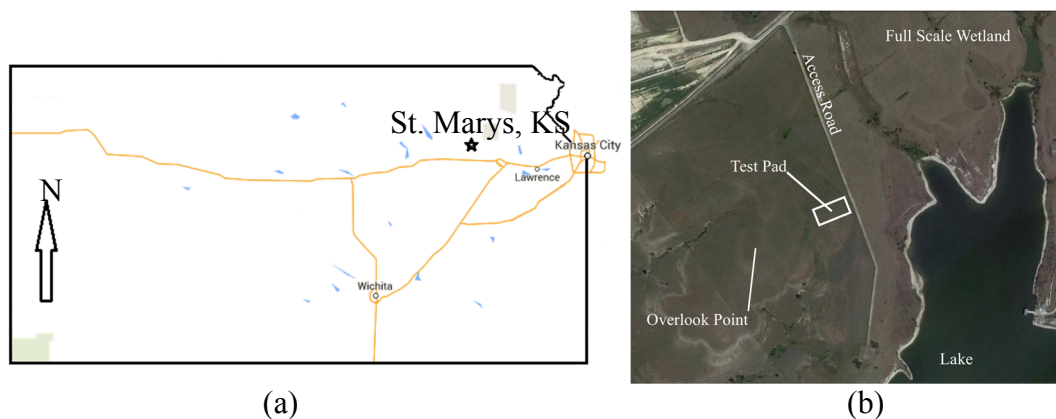 St. Marys, KS
Kansas City
Lawrence
N
Wichita
(a)
Full Scale Wetland
Access Road
Test Pad
Overlook Point
Lake
(b)